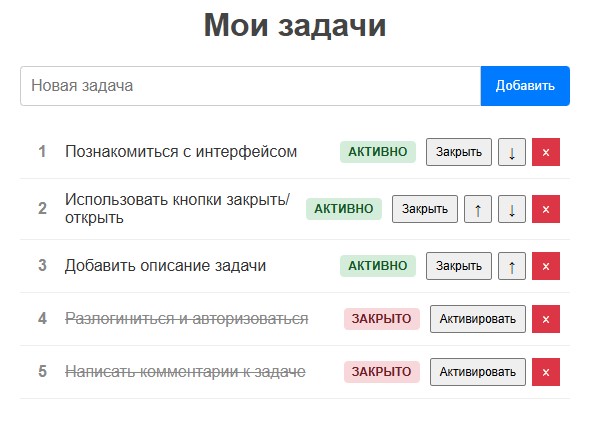 Мои задачи
Новая задача Добавить
1 Познакомиться с интерфейсом АКТИВНО Закрыть ↓ x
2 Использовать кнопки закрыть/
открыть АКТИВНО Закрыть ↑ ↓ x
3 Добавить описание задачи АКТИВНО Закрыть ↑ x
4 Разлогиниться и авторизоваться ЗАКРЫТО Активировать x
5 Написать комментарии к задаче ЗАКРЫТО Активировать x